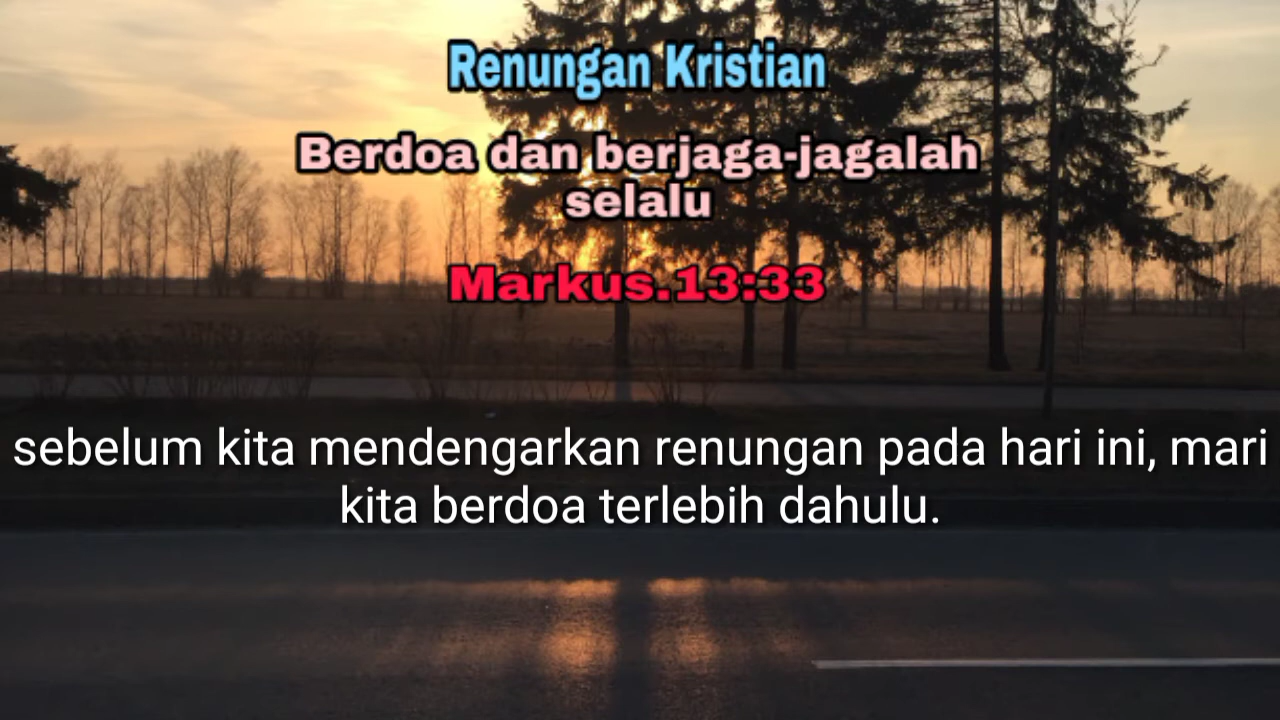 Renungan Kristian
Berdoa dan berjaga-jagalah
selalu
Markus.13:33
sebelum kita mendengarkan renungan pada hari ini, mari
kita berdoa terlebih dahulu.